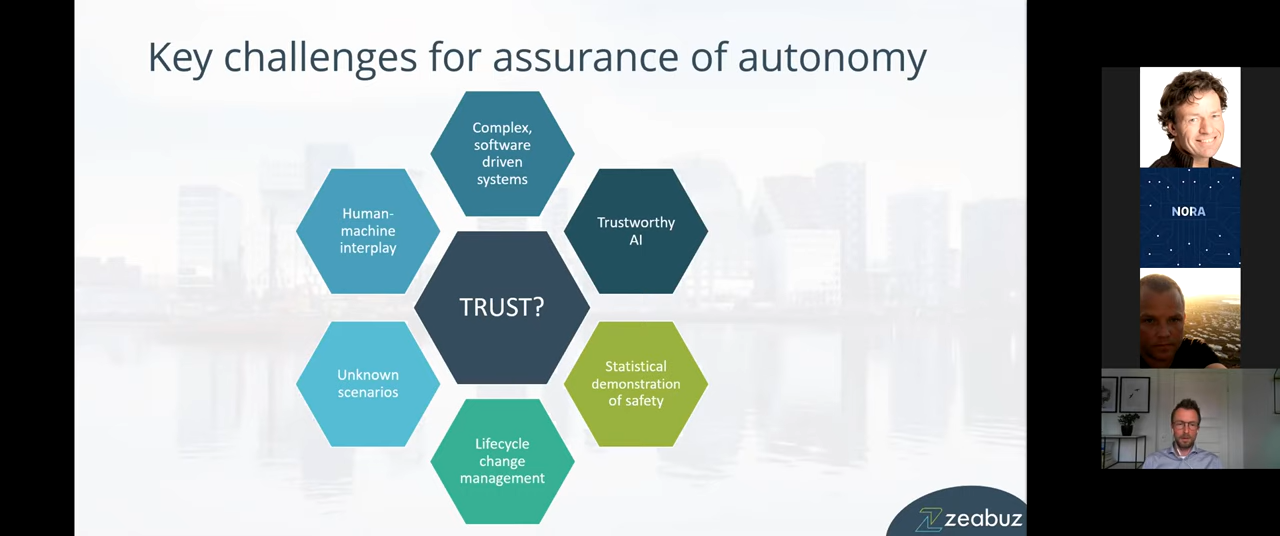 Key challenges for assurance of autonomy
Complex,
software
driven
systems
Human-
machine
interplay
Trustworthy
AI
TRUST?
Unknown
scenarios
Statistical
demonstration
of safety
Lifecycle
change
management
zeabuz
NORA